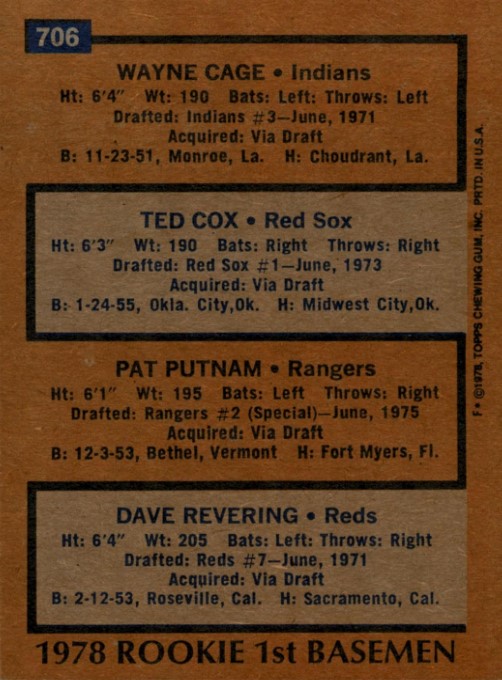 706
WAYNE CAGE • Indians
Ht: 6'4" Wt: 190 Bats: Left: Throws: Left
Drafted: Indians #3—June, 1971
Acquired: Via Draft
B: 11-23-51, Monroe, La. H: Choudrant, La.
TED COX • Red Sox
Ht: 6'3" Wt: 190 Bats: Right Throws: Right
Drafted: Red Sox #1—June, 1973
Acquired: Via Draft
B: 1-24-55, Okla. City,Ok. H: Midwest City,Ok.
PAT PUTNAM • Rangers
Ht: 6'1" Wt: 195 Bats: Left Throws: Right
Drafted: Rangers #2 (Special)—June, 1975
Acquired: Via Draft
B: 12-3-53, Bethel, Vermont H: Fort Myers, Fl.
DAVE REVERING • Reds
Ht: 6'4" Wt: 205 Bats: Left: Throws: Right
Drafted: Reds #7—June, 1971
Acquired: Via Draft
B: 2-12-53, Roseville, Cal. H: Sacramento, Cal.
1978 ROOKIE 1st BASEMEN
F* ©1978, TOPPS CHEWING GUM, INC. PRTD. IN U.S.A.